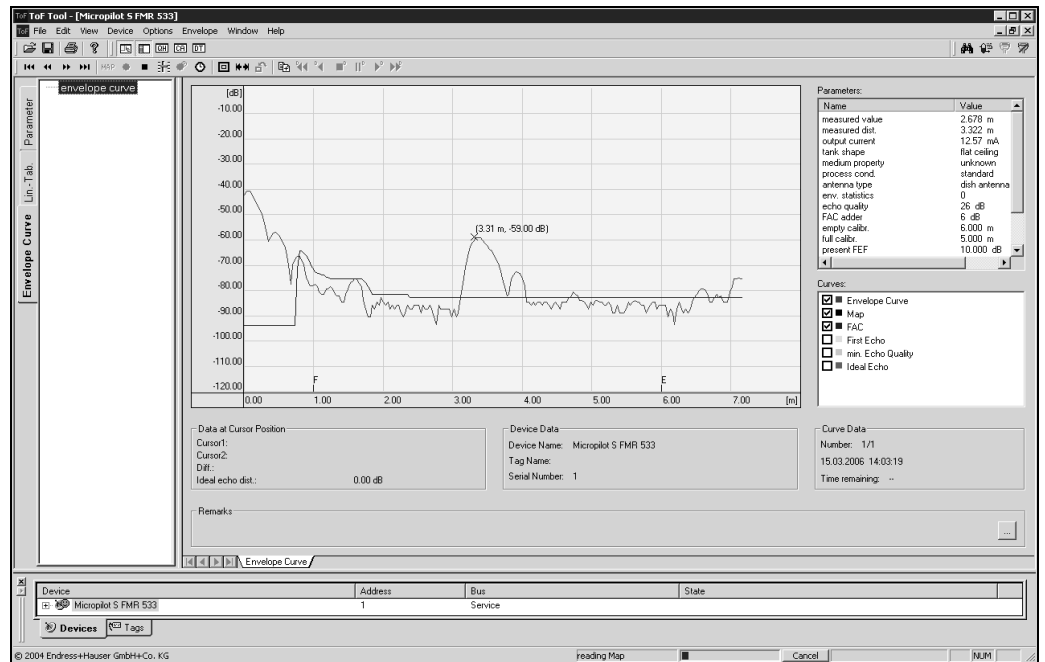 ToF Tool - [Micropilot S FMR 533]
File Edit View Device Options Envelope Window Help
MAP
envelope curve
Parameter
Lin.-Tab.
Envelope Curve
[dB]
-10.00
-20.00
-30.00
-40.00
-50.00
-60.00
-70.00
-80.00
-90.00
-100.00
-110.00
-120.00
(3.31 m, -59.00 dB)
F
E
0.00 1.00 2.00 3.00 4.00 5.00 6.00 7.00 [m]
Parameters:
Name Value
measured value 2.678 m
measured dist. 3.322 m
output current 12.57 mA
tank shape flat ceiling
medium property unknown
process cond. standard
antenna type dish antenna
env. statistics 0
echo quality 26 dB
FAC adder 6 dB
empty calibr. 6.000 m
full calibr. 5.000 m
present FEF 10.000 dB
Curves:
Envelope Curve
Map
FAC
First Echo
min. Echo Quality
Ideal Echo
Data at Cursor Position
Cursor1:
Cursor2:
Diff.:
Ideal echo dist.: 0.00 dB
Device Data
Device Name: Micropilot S FMR 533
Tag Name:
Serial Number: 1
Curve Data
Number: 1/1
15.03.2006 14:03:19
Time remaining: --
Remarks
...
Envelope Curve
Device Address Bus State
Micropilot S FMR 533 1 Service
Devices Tags
© 2004 Endress+Hauser GmbH+Co. KG reading Map Cancel NUM